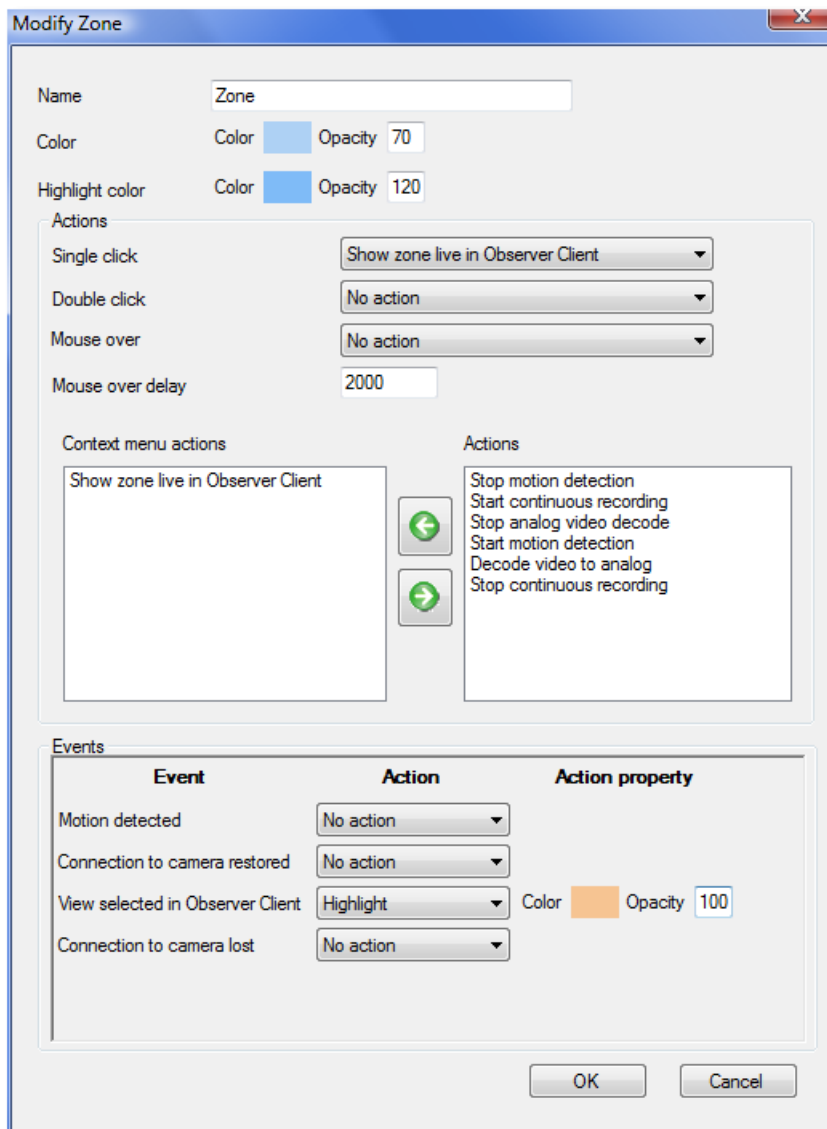 Modify Zone
X
Name Zone
Color Color Opacity 70
Highlight color Color Opacity 120
Actions
Single click Show zone live in Observer Client
Double click No action
Mouse over No action
Mouse over delay 2000
Context menu actions Actions
Show zone live in Observer Client
Stop motion detection
Start continuous recording
Stop analog video decode
Start motion detection
Decode video to analog
Stop continuous recording
Events
Event Action Action property
Motion detected No action
Connection to camera restored No action
View selected in Observer Client Highlight Color Opacity 100
Connection to camera lost No action
OK Cancel